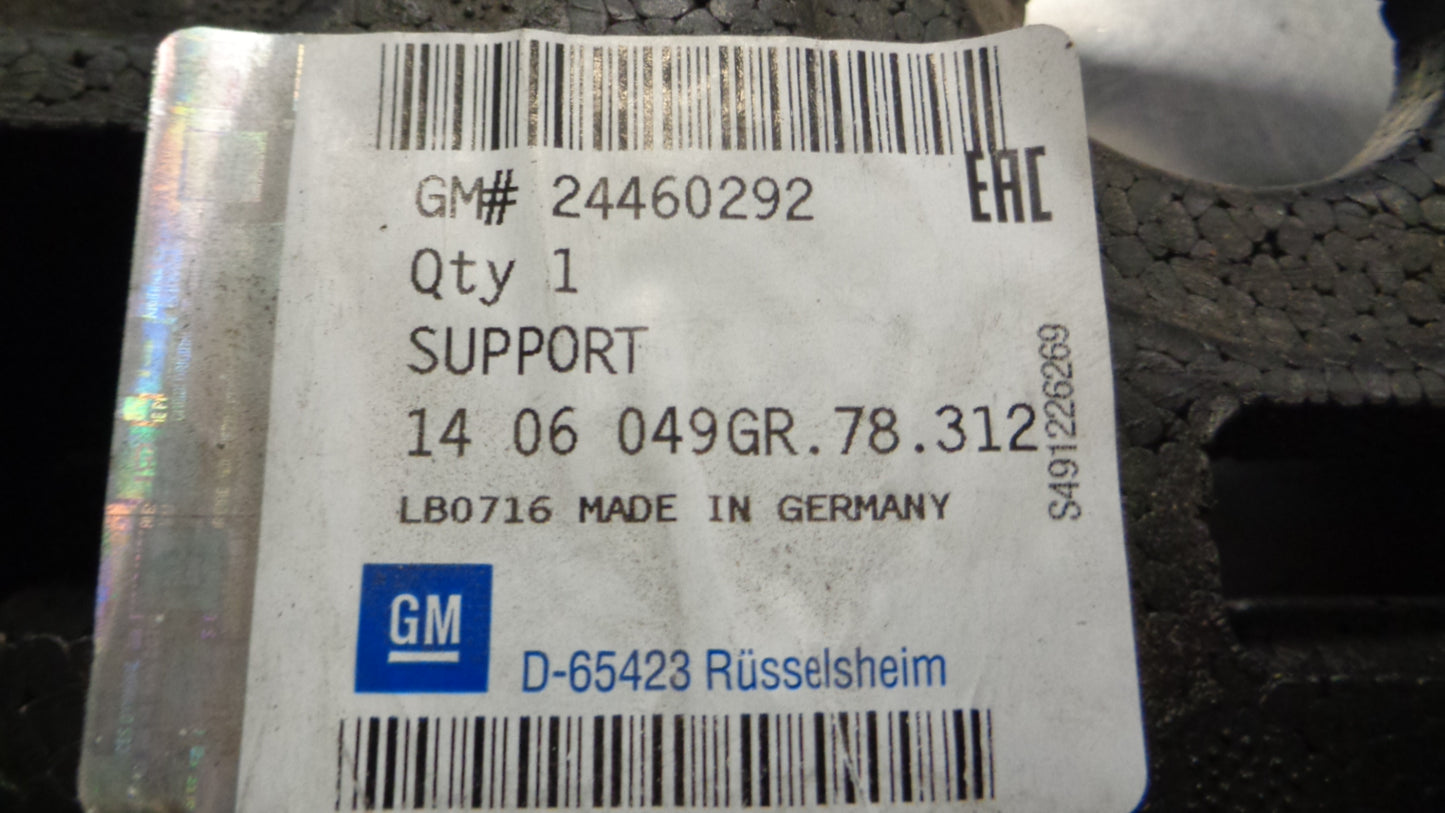 GM# 24460292
EAC
Qty 1
SUPPORT
14 06 049GR.78.312
S491226269
LB0716 MADE IN GERMANY
GM
D-65423 Rüsselsheim